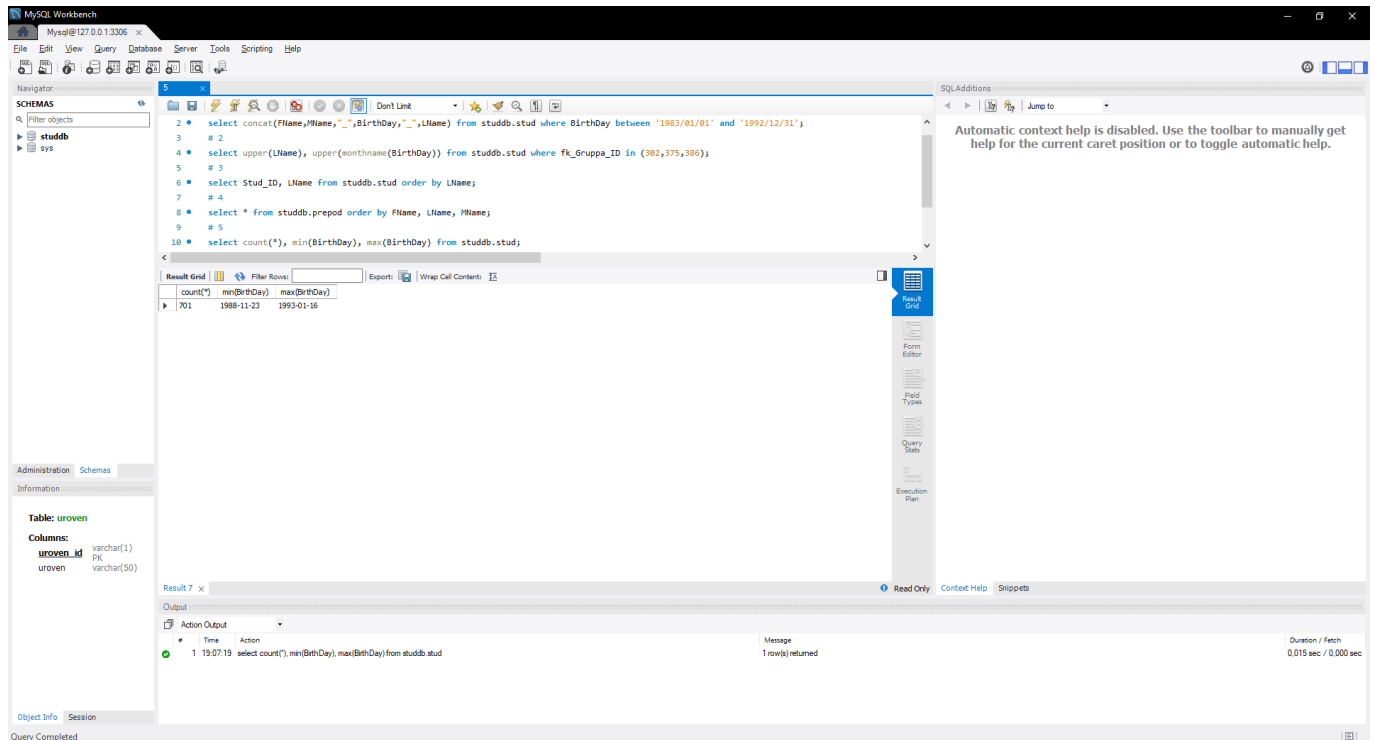 MySQL Workbench
Mysql@127.0.0.1:3306 ×
File Edit View Query Database Server Tools Scripting Help
Navigator
SCHEMAS
Filter objects
studdb
sys
5 ×
Don't Limit
2 select concat(FName,MName,"_",BirthDay,"_",LName) from studdb.stud where BirthDay between '1983/01/01' and '1992/12/31';
3 # 2
4 select upper(LName), upper(monthname(BirthDay)) from studdb.stud where fk_Gruppa_ID in (302,375,386);
5 # 3
6 select Stud_ID, LName from studdb.stud order by LName;
7 # 4
8 select * from studdb.prepod order by FName, LName, MName;
9 # 5
10 select count(*), min(BirthDay), max(BirthDay) from studdb.stud;
Result Grid Filter Rows: Export: Wrap Cell Content:
count(*) min(BirthDay) max(BirthDay)
701 1988-11-23 1993-01-16
Result Grid
Form Editor
Field Types
Query Stats
Execution Plan
Result 7 ×
Read Only
SQLAdditions
Jump to
Automatic context help is disabled. Use the toolbar to manually get
help for the current caret position or to toggle automatic help.
Context Help Snippets
Administration Schemas
Information
Table: uroven
Columns:
uroven_id varchar(1) PK
uroven varchar(50)
Object Info Session
Output
Action Output
# Time Action Message Duration / Fetch
1 19:07:19 select count(*), min(BirthDay), max(BirthDay) from studdb.stud 1 row(s) returned 0,015 sec / 0,000 sec
Query Completed